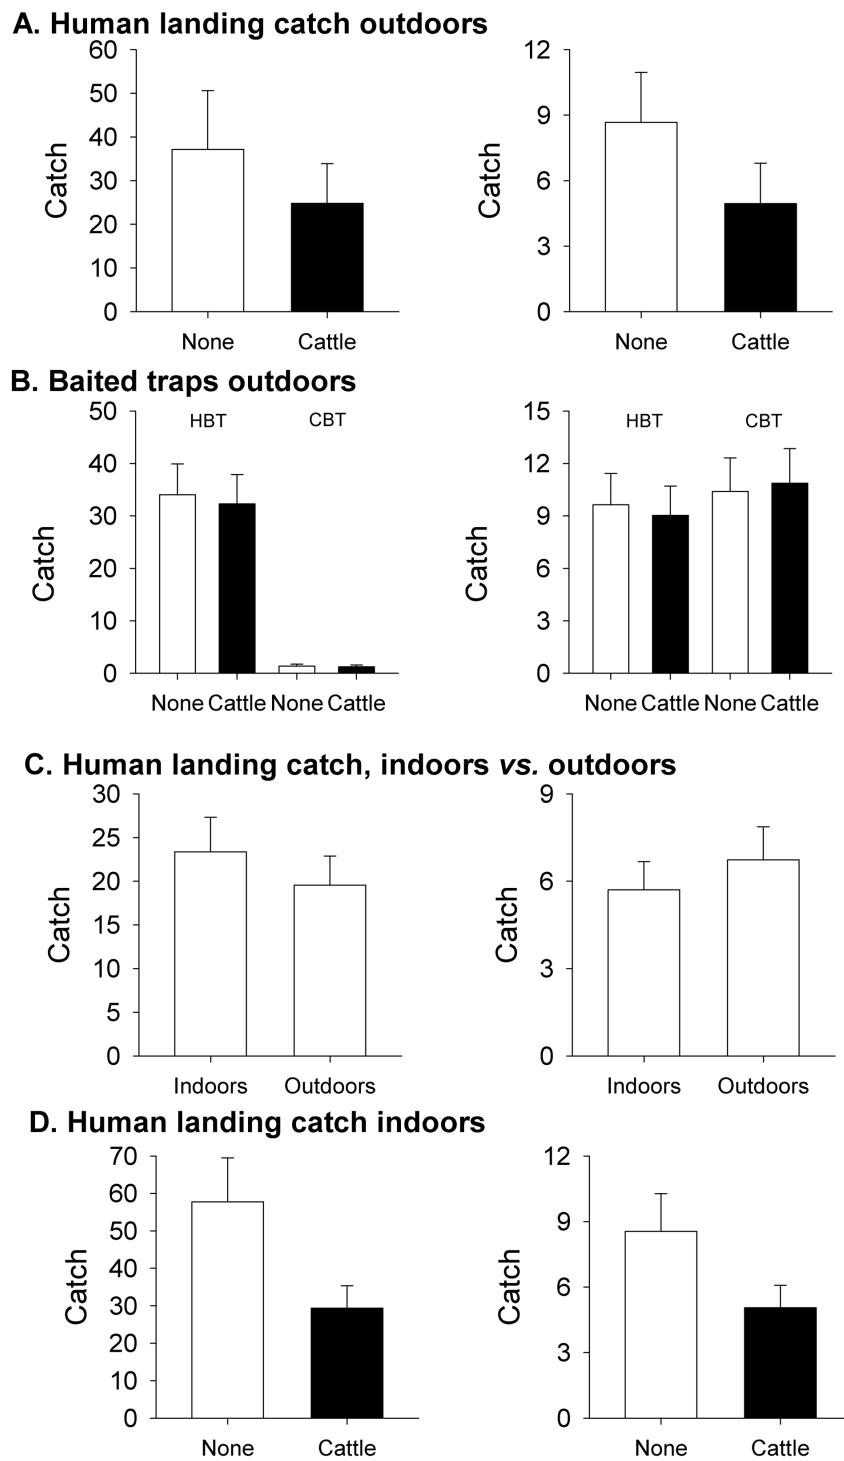 A. Human landing catch outdoors
60
50
40
30
20
10
0
Catch
None Cattle
12
9
6
3
0
Catch
None Cattle
B. Baited traps outdoors
50
40
30
20
10
0
Catch
HBT CBT
None Cattle None Cattle
15
12
9
6
3
0
Catch
HBT CBT
None Cattle None Cattle
C. Human landing catch, indoors vs. outdoors
30
25
20
15
10
5
0
Catch
Indoors Outdoors
9
6
3
0
Catch
Indoors Outdoors
D. Human landing catch indoors
70
60
50
40
30
20
10
0
Catch
None Cattle
12
9
6
3
0
Catch
None Cattle